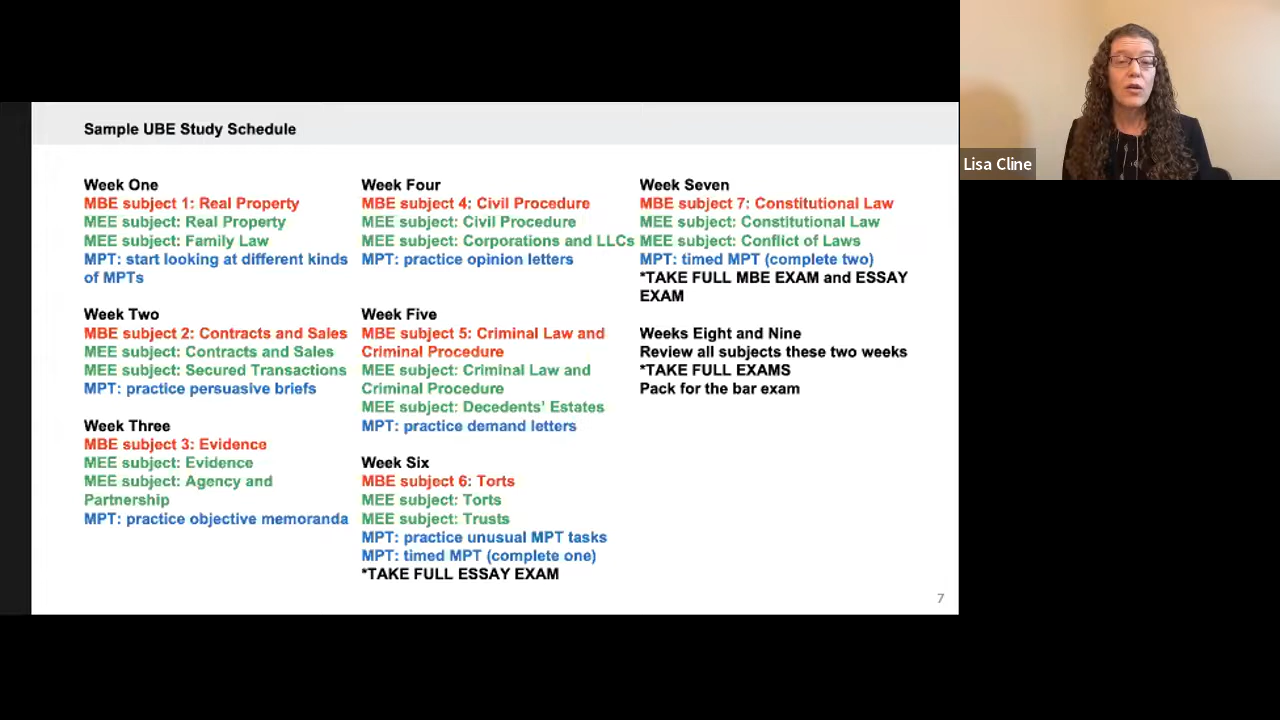 Sample UBE Study Schedule
Week One
MBE subject 1: Real Property
MEE subject: Real Property
MEE subject: Family Law
MPT: start looking at different kinds
of MPTs
Week Two
MBE subject 2: Contracts and Sales
MEE subject: Contracts and Sales
MEE subject: Secured Transactions
MPT: practice persuasive briefs
Week Three
MBE subject 3: Evidence
MEE subject: Evidence
MEE subject: Agency and
Partnership
MPT: practice objective memoranda
Week Four
MBE subject 4: Civil Procedure
MEE subject: Civil Procedure
MEE subject: Corporations and LLCs
MPT: practice opinion letters
Week Five
MBE subject 5: Criminal Law and
Criminal Procedure
MEE subject: Criminal Law and
Criminal Procedure
MEE subject: Decedents' Estates
MPT: practice demand letters
Week Six
MBE subject 6: Torts
MEE subject: Torts
MEE subject: Trusts
MPT: practice unusual MPT tasks
MPT: timed MPT (complete one)
*TAKE FULL ESSAY EXAM
Week Seven
MBE subject 7: Constitutional Law
MEE subject: Constitutional Law
MEE subject: Conflict of Laws
MPT: timed MPT (complete two)
*TAKE FULL MBE EXAM and ESSAY
EXAM
Weeks Eight and Nine
Review all subjects these two weeks
*TAKE FULL EXAMS
Pack for the bar exam
7
Lisa Cline